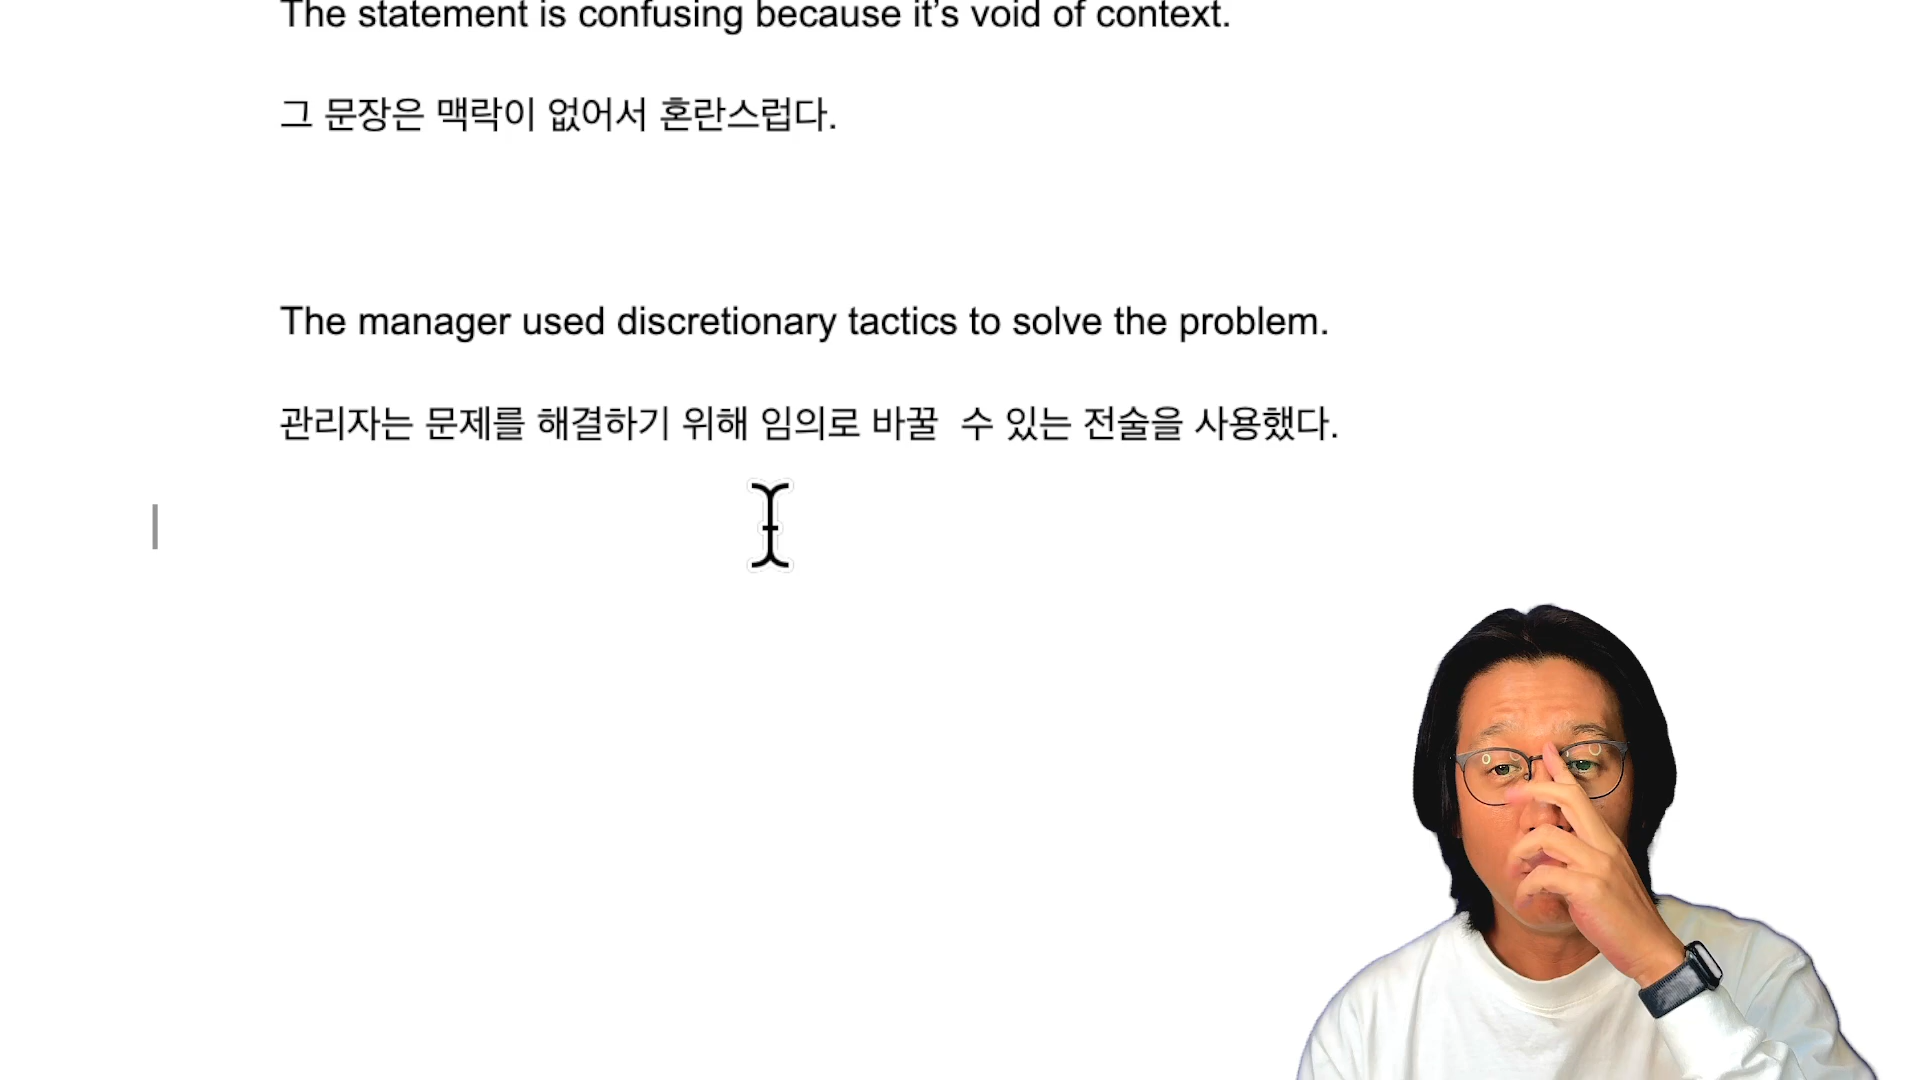 The statement is confusing because it’s void of context.
그 문장은 맥락이 없어서 혼란스럽다.
The manager used discretionary tactics to solve the problem.
관리자는 문제를 해결하기 위해 임의로 바꿀  수 있는 전술을 사용했다.